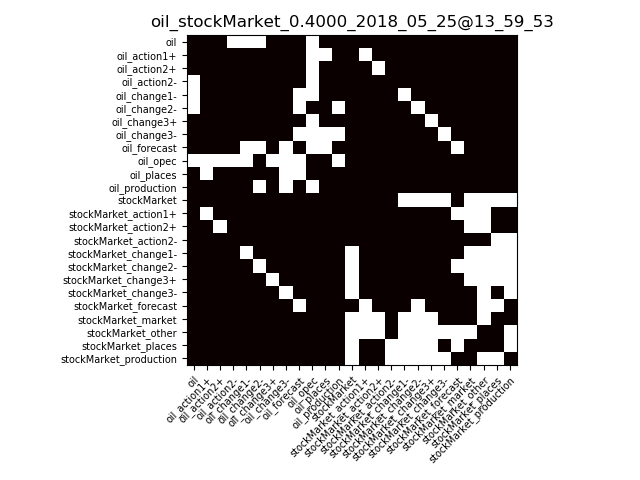 oil_stockMarket_0.4000_2018_05_25@13_59_53
oil
oil_action1+
oil_action2+
oil_action2-
oil_change1-
oil_change2-
oil_change3+
oil_change3-
oil_forecast
oil_opec
oil_places
oil_production
stockMarket
stockMarket_action1+
stockMarket_action2+
stockMarket_action2-
stockMarket_change1-
stockMarket_change2-
stockMarket_change3+
stockMarket_change3-
stockMarket_forecast
stockMarket_market
stockMarket_other
stockMarket_places
stockMarket_production
oil
oil_action1+
oil_action2+
oil_action2-
oil_change1-
oil_change2-
oil_change3+
oil_change3-
oil_forecast
oil_opec
oil_places
oil_production
stockMarket
stockMarket_action1+
stockMarket_action2+
stockMarket_action2-
stockMarket_change1-
stockMarket_change2-
stockMarket_change3+
stockMarket_change3-
stockMarket_forecast
stockMarket_market
stockMarket_other
stockMarket_places
stockMarket_production